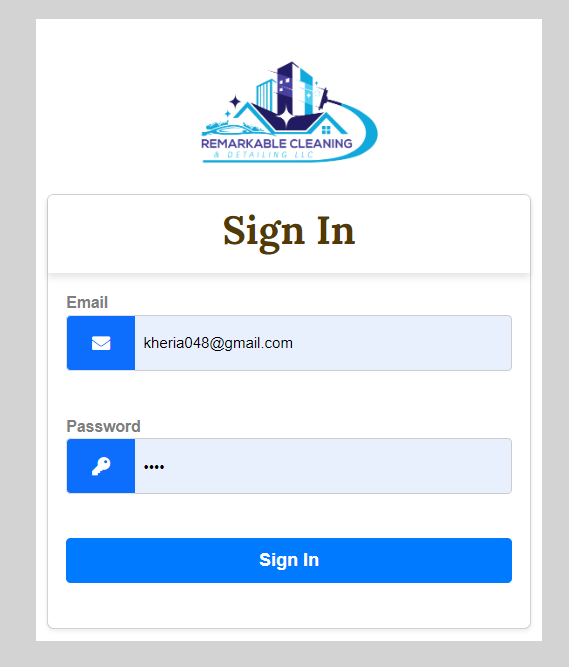 REMARKABLE CLEANING
& DETAILING LLC
Sign In
Email
kheria048@gmail.com
Password
••••
Sign In